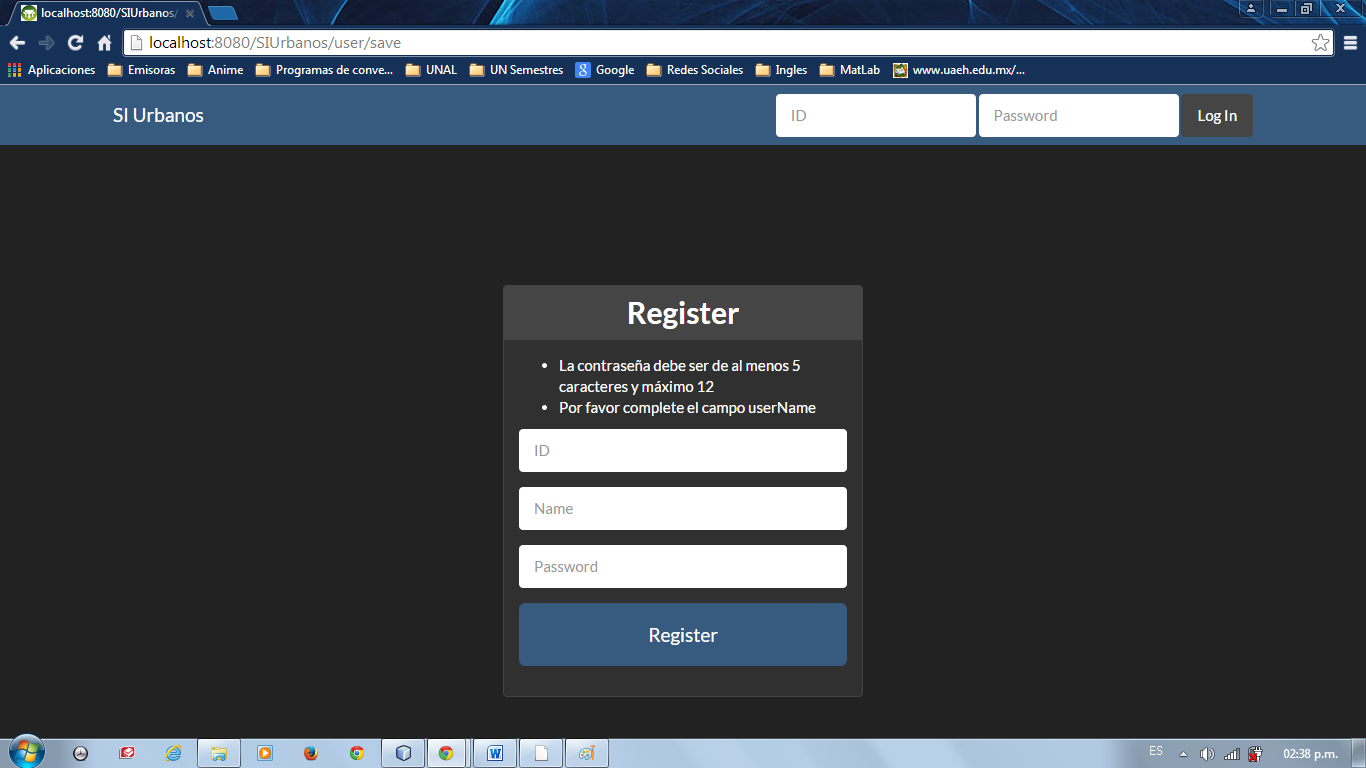 localhost:8080/SIUrbanos/
localhost:8080/SIUrbanos/user/save
Aplicaciones Emisoras Anime Programas de conve... UNAL UN Semestres Google Redes Sociales Ingles MatLab www.uaeh.edu.mx/...
SI Urbanos ID Password Log In
Register
• La contraseña debe ser de al menos 5
caracteres y máximo 12
• Por favor complete el campo userName
ID
Name
Password
Register
ES 02:38 p.m.